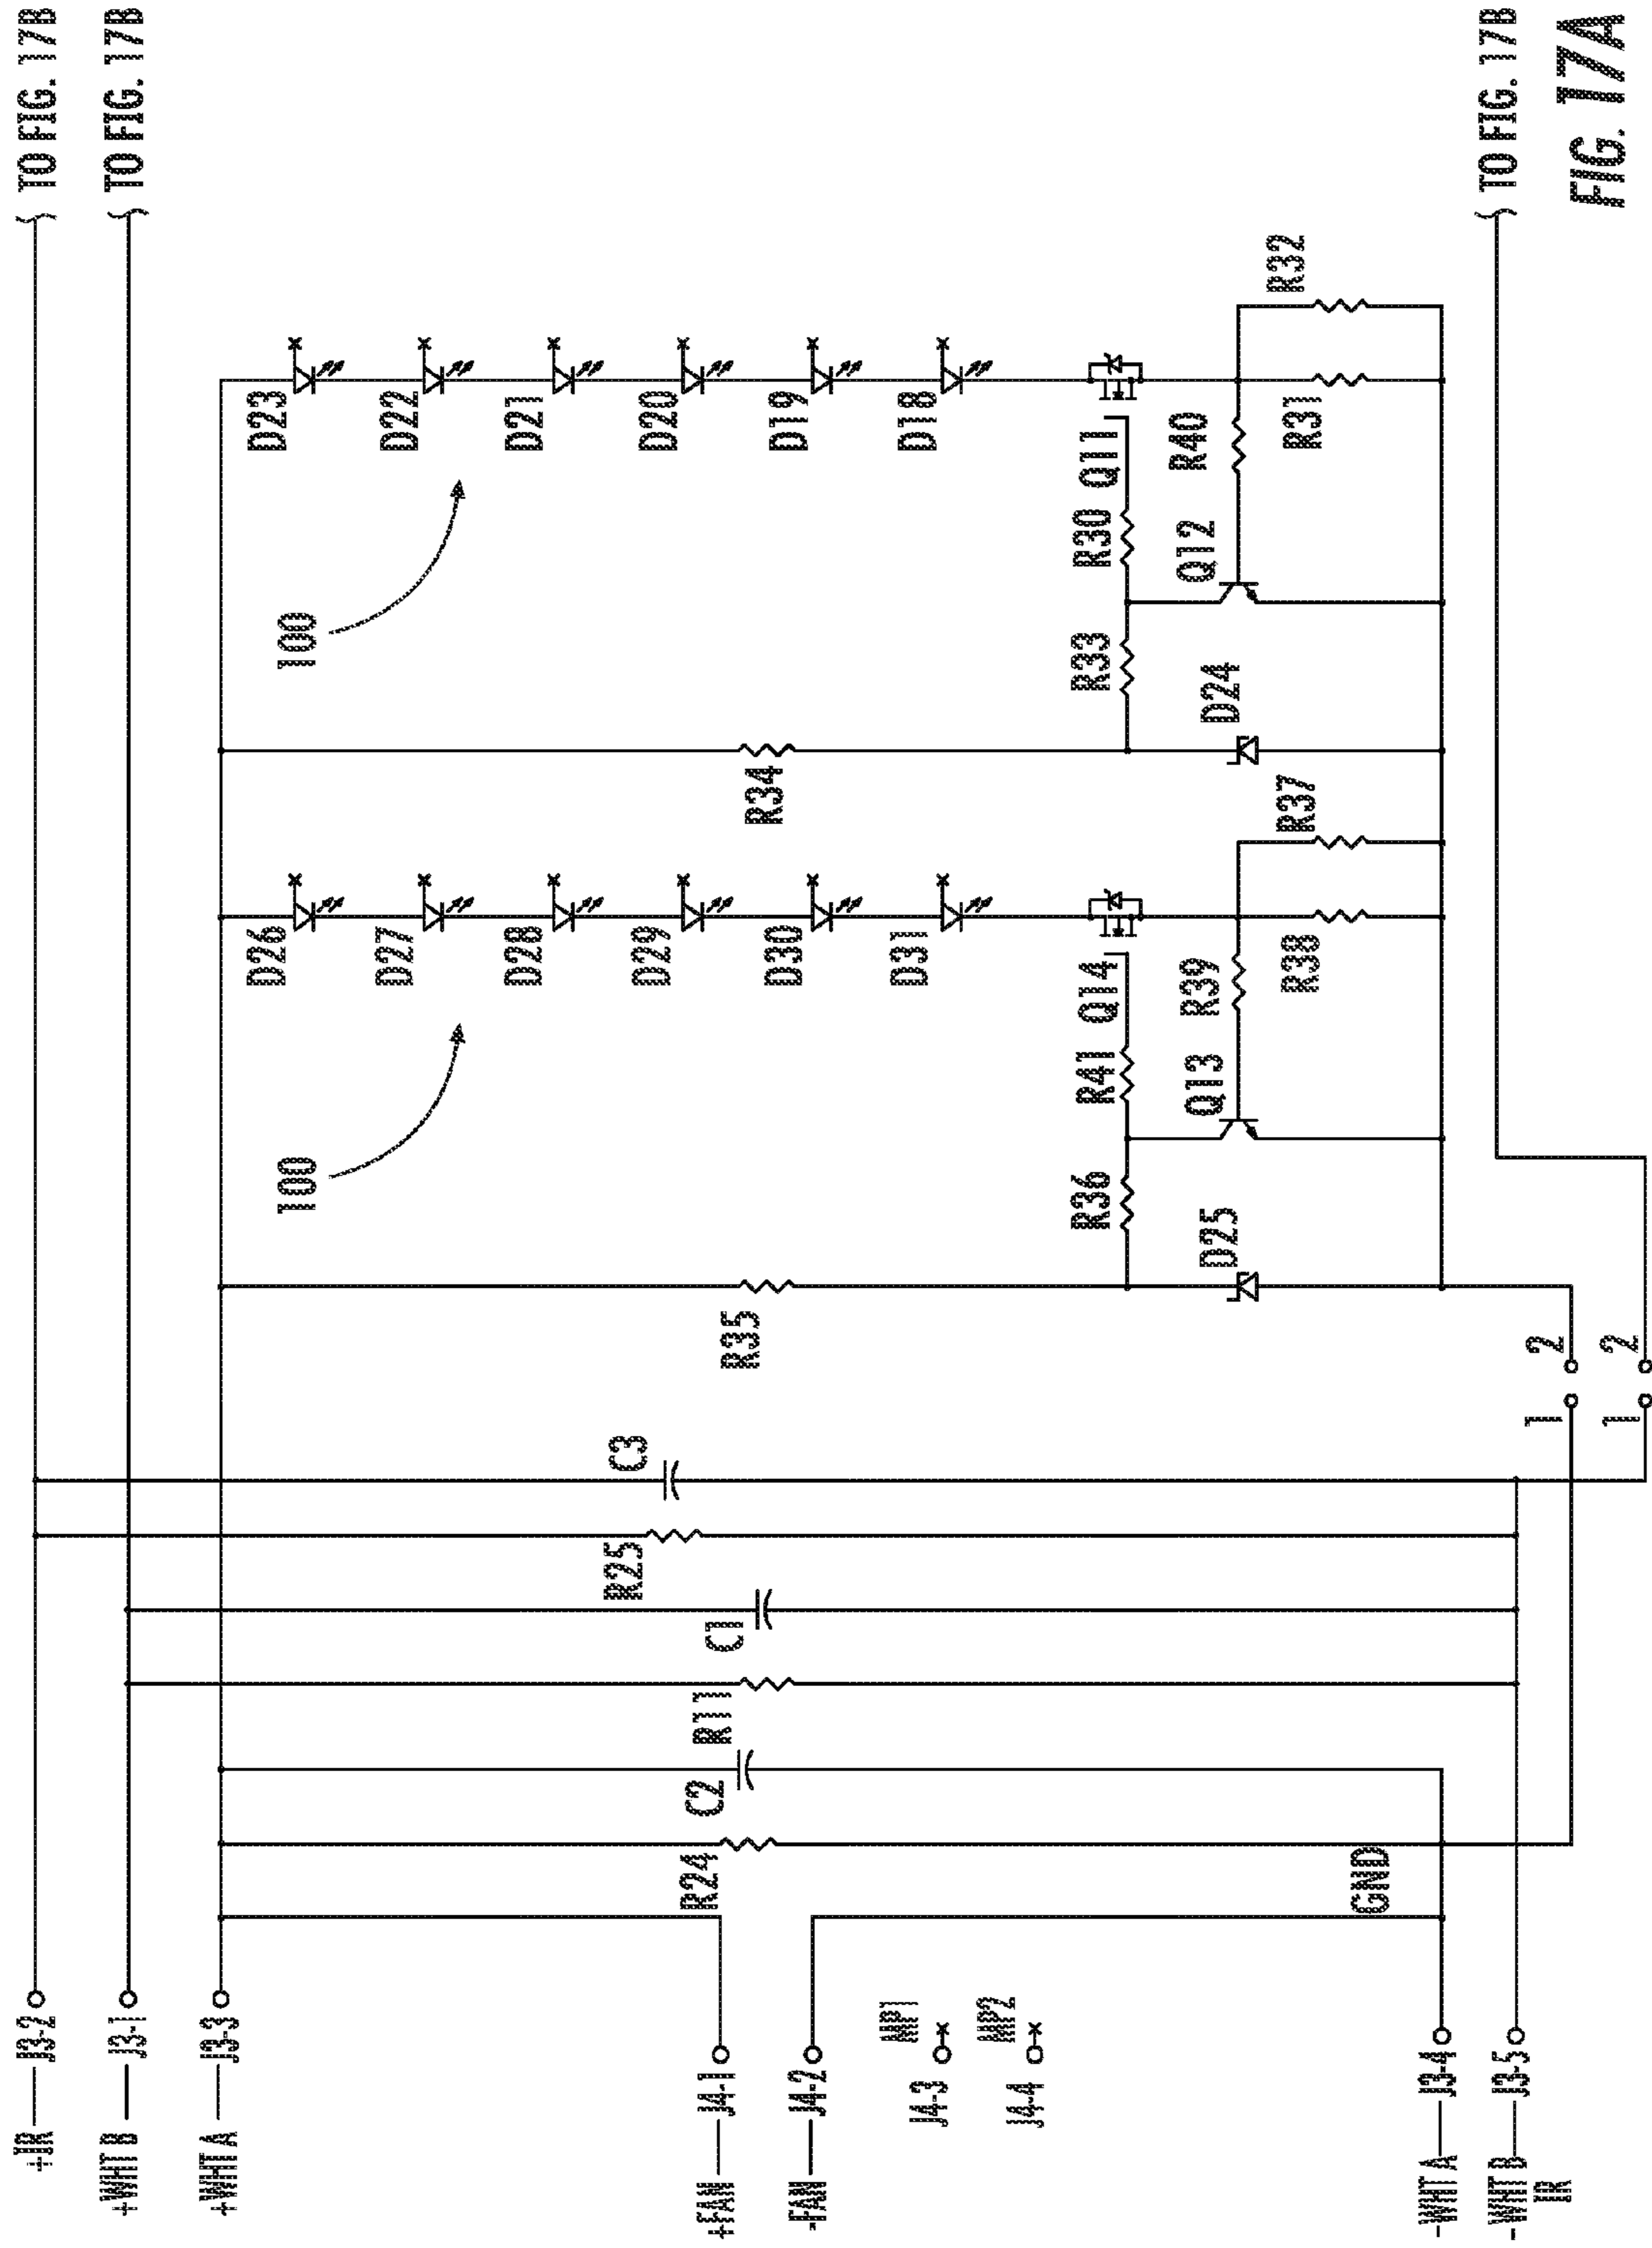 +IR J3-2 TO FIG. 17B
+WHT B J3-1 TO FIG. 17B
+WHT A J3-3
D26 D23
D27 D22
100 100
D28 D21
D29 D20
D30 D19
D31 D18
C3
R25
C1
R11
C2
R24
R35
R34
+FAN J4-1
-FAN J4-2
J4-3 MP1
J4-4 MP2
R36 R41 Q14
R33 R30 Q11
D25 Q13 R39
D24 Q12 R40
R38 R37
R31 R32
GND
-WHT A J3-4
-WHT B J3-5
IR
TO FIG. 17B
1 2
1 2
FIG. 17A